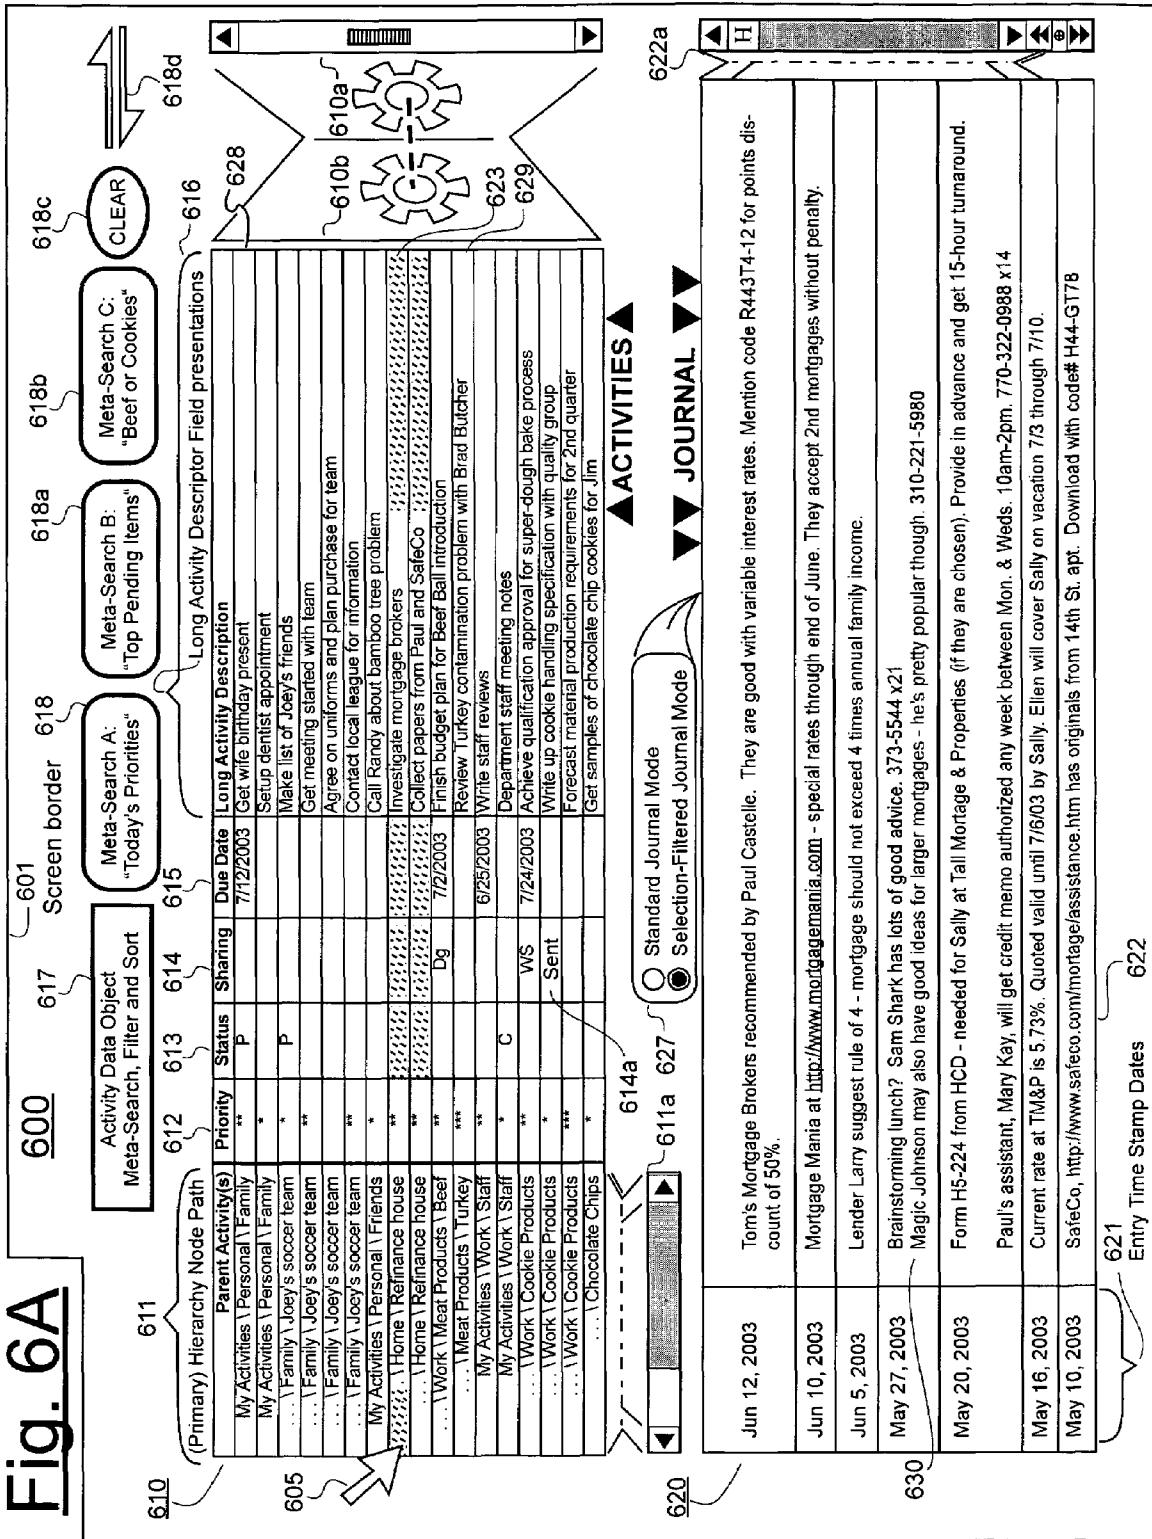 Fig. 6A
600
601
Screen border
617
Activity Data Object
Meta-Search, Filter and Sort
618
Meta-Search A:
"Today's Priorities"
618a
Meta-Search B:
"Top Pending Items"
618b
Meta-Search C:
"Beef or Cookies"
618c
CLEAR
618d
611
(Primary) Hierarchy Node Path
612
613
614
615
Long Activity Descriptor Field presentations
616
610
Parent Activity(s) Priority Status Sharing Due Date Long Activity Description
My Activities \ Personal \ Family ** P 7/12/2003 Get wife birthday present
My Activities \ Personal \ Family * Setup dentist appointment
.... \ Family \ Joey's soccer team * P Make list of Joey's friends
.... \ Family \ Joey's soccer team ** Get meeting started with team
.... \ Family \ Joey's soccer team Agree on uniforms and plan purchase for team
.... \ Family \ Joey's soccer team ** Contact local league for information
My Activities \ Personal \ Friends * Call Randy about bamboo tree problem
.... \ Home \ Refinance house ** Investigate mortgage brokers
.... \ Home \ Refinance house ** Collect papers from Paul and SafeCo
.... \ Work \ Meat Products \ Beef ** Dg 7/2/2003 Finish budget plan for Beef Ball introduction
.... \ Meat Products \ Turkey *** Review Turkey contamination problem with Brad Butcher
My Activities \ Work \ Staff 6/25/2003 Write staff reviews
My Activities \ Work \ Staff * C Department staff meeting notes
.... \ Work \ Cookie Products ** WS 7/24/2003 Achieve qualification approval for super-dough bake process
.... \ Work \ Cookie Products * Sent Write up cookie handling specification with quality group
.... \ Work \ Cookie Products *** Forecast material production requirements for 2nd quarter
.... \ Chocolate Chips * Get samples of chocolate chip cookies for Jim
605
628
610b
610a
623
629
614a
611a
627
Standard Journal Mode
Selection-Filtered Journal Mode
ACTIVITIES
JOURNAL
622a
H
620
Jun 12, 2003 Tom's Mortgage Brokers recommended by Paul Castelle. They are good with variable interest rates. Mention code R443T4-12 for points dis-
count of 50%.
Jun 10, 2003 Mortgage Mania at http://www.mortgagemania.com - special rates through end of June. They accept 2nd mortgages without penalty.
Jun 5, 2003 Lender Larry suggest rule of 4 - mortgage should not exceed 4 times annual family income.
May 27, 2003 Brainstorming lunch? Sam Shark has lots of good advice. 373-5544 x21
Magic Johnson may also have good ideas for larger mortgages - he's pretty popular though. 310-221-5980
May 20, 2003 Form H5-224 from HCD - needed for Sally at Tall Mortage & Properties (if they are chosen). Provide in advance and get 15-hour turnaround.
Paul's assistant, Mary Kay, will get credit memo authorized any week between Mon. & Weds. 10am-2pm. 770-322-0988 x14
May 16, 2003 Current rate at TM&P is 5.73%. Quoted valid until 7/6/03 by Sally. Ellen will cover Sally on vacation 7/3 through 7/10.
May 10, 2003 SafeCo, http://www.safeco.com/mortage/assistance.htm has originals from 14th St. apt. Download with code# H44-GT78
630
621
Entry Time Stamp Dates
622